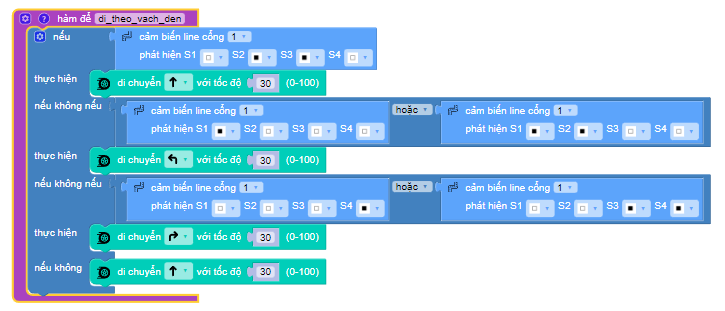 hàm để di_theo_vach_den
nếu cảm biến line cổng 1
phát hiện S1 S2 S3 S4
thực hiện di chuyển với tốc độ 30 (0-100)
nếu không nếu cảm biến line cổng 1 hoặc cảm biến line cổng 1
phát hiện S1 S2 S3 S4 phát hiện S1 S2 S3 S4
thực hiện di chuyển với tốc độ 30 (0-100)
nếu không nếu cảm biến line cổng 1 hoặc cảm biến line cổng 1
phát hiện S1 S2 S3 S4 phát hiện S1 S2 S3 S4
thực hiện di chuyển với tốc độ 30 (0-100)
nếu không di chuyển với tốc độ 30 (0-100)